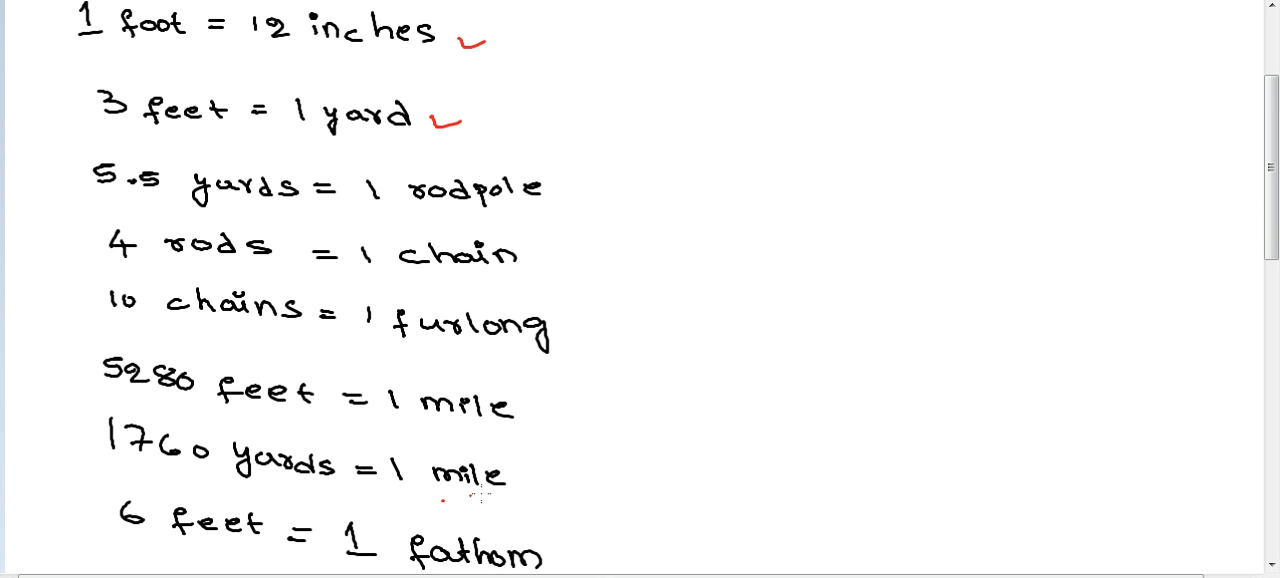 1 foot = 12 inches
3 feet = 1 yard
5.5 yards = 1 rodpole
4 rods = 1 chain
10 chains = 1 furlong
5280 feet = 1 mile
1760 yards = 1 mile
6 feet = 1 fathom